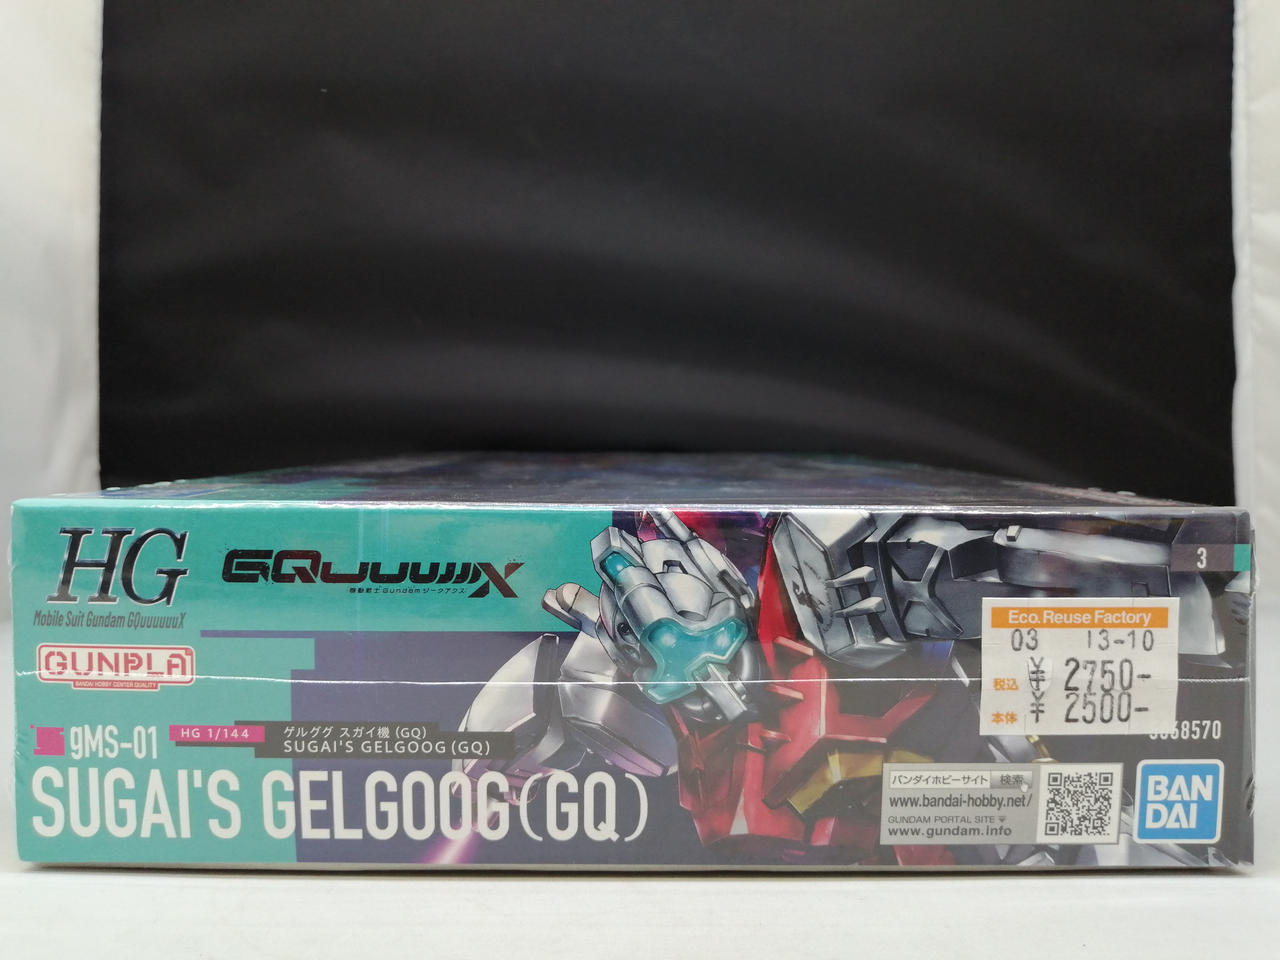 HG
Mobile Suit Gundam GQuuuuuuX
GQuuuuuuX
機動戦士Gundam ジークアクス
GUNPLA
BANDAI HOBBY CENTER QUALITY
gMS-01
HG 1/144
ゲルググ スガイ機 (GQ)
SUGAI'S GELGOOG (GQ)
SUGAI'S GELGOOG (GQ)
3
Eco. Reuse Factory
03 13-10
税込 ¥ 2750-
本体 ¥ 2500-
68570
バンダイホビーサイト 検索
www.bandai-hobby.net/
GUNDAM PORTAL SITE
www.gundam.info
BAN
DAI